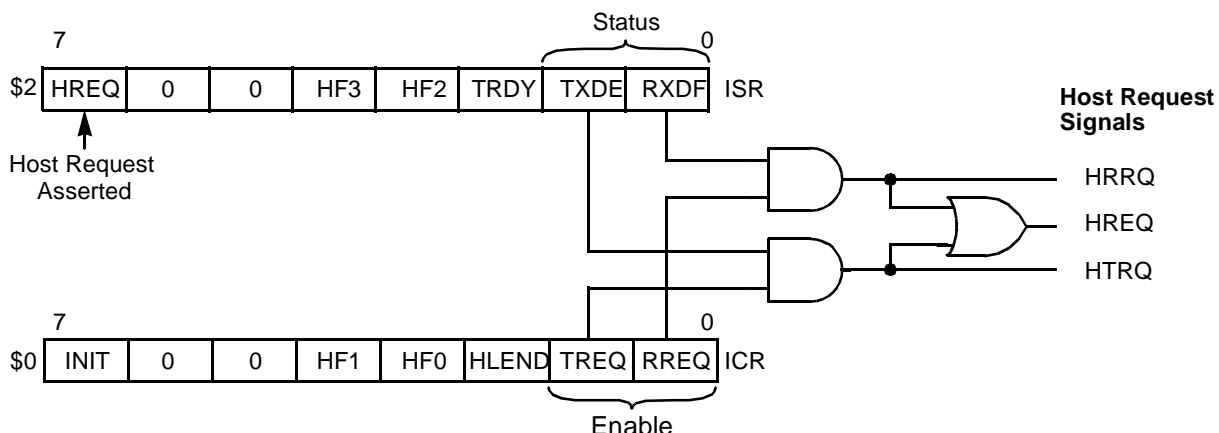 Status
7 0
$2 HREQ 0 0 HF3 HF2 TRDY TXDE RXDF ISR
Host Request
Signals
Host Request
Asserted
HRRQ
HREQ
HTRQ
7 0
$0 INIT 0 0 HF1 HF0 HLEND TREQ RREQ ICR
Enable